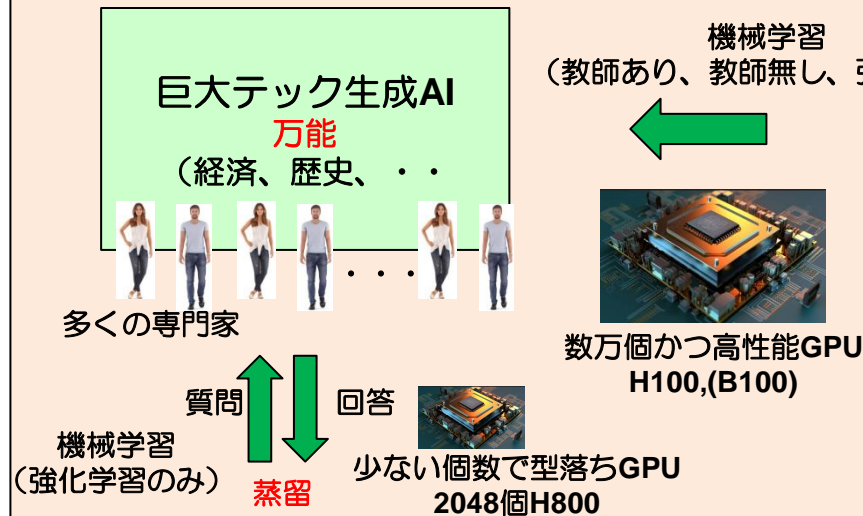 巨大テック生成AI
万能
（経済、歴史、・・
機械学習
（教師あり、教師無し、
・・・
多くの専門家
数万個かつ高性能GPU
H100,(B100)
質問
回答
機械学習
（強化学習のみ）
蒸留
少ない個数で型落ちGPU
2048個H800